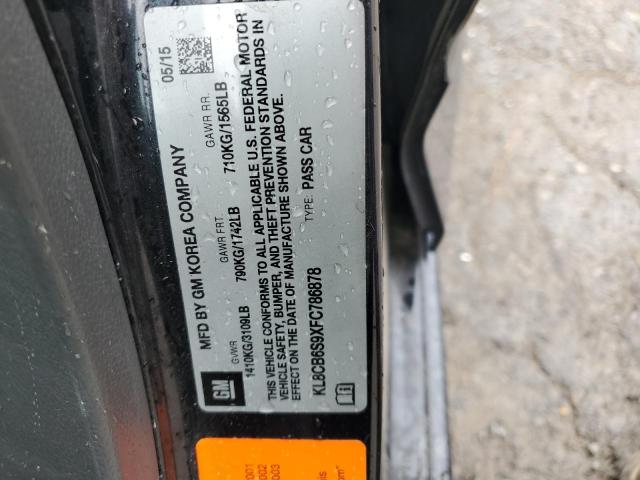 MFD BY GM KOREA COMPANY
05/15
GVWR
GAWR FRT.
GAWR RR.
1410KG/3109LB
790KG/1742LB
710KG/1565LB
THIS VEHICLE CONFORMS TO ALL APPLICABLE U.S. FEDERAL MOTOR
VEHICLE SAFETY, BUMPER, AND THEFT PREVENTION STANDARDS IN
EFFECT ON THE DATE OF MANUFACTURE SHOWN ABOVE.
KL8CB6S9XFC786878
TYPE: PASS CAR
GM